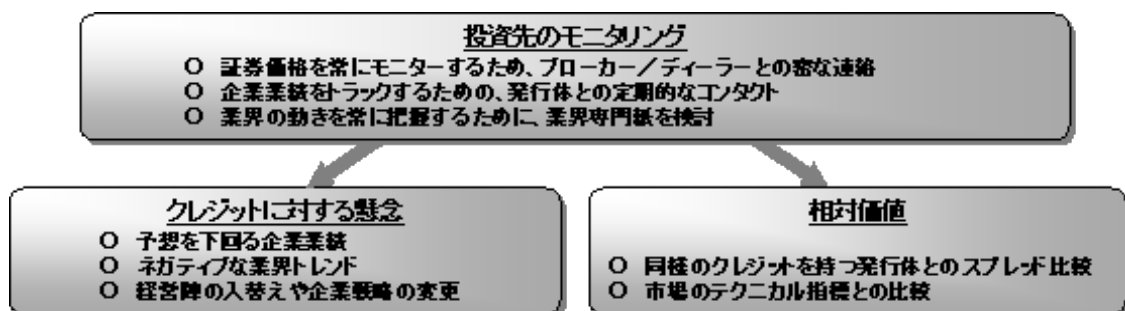 投資先のモニタリング
○ 証券価格を常にモニターするため、ブローカー／ディーラーとの密な連絡
○ 企業業績をトラックするための、発行体との定期的なコンタクト
○ 業界の動きを常に把握するために、業界専門紙を検討
クレジットに対する懸念
○ 予想を下回る企業業績
○ ネガティブな業界トレンド
○ 経営陣の入替えや企業戦略の変更
相対価値
○ 同様のクレジットを持つ発行体とのスプレッド比較
○ 市場のテクニカル指標との比較